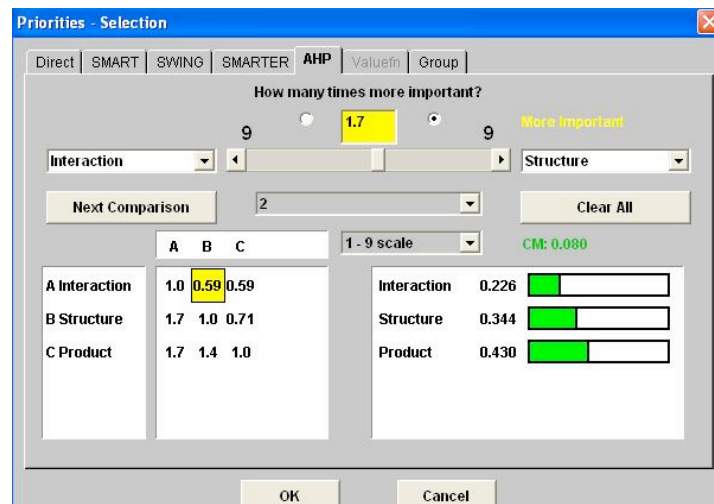 Priorities - Selection
Direct SMART SWING SMARTER AHP Valuefn Group
How many times more important?
9 1.7 9 More Important
Interaction Structure
Next Comparison 2 Clear All
A B C 1 - 9 scale CM: 0.080
A Interaction 1.0 0.59 0.59 Interaction 0.226
B Structure 1.7 1.0 0.71 Structure 0.344
C Product 1.7 1.4 1.0 Product 0.430
OK Cancel